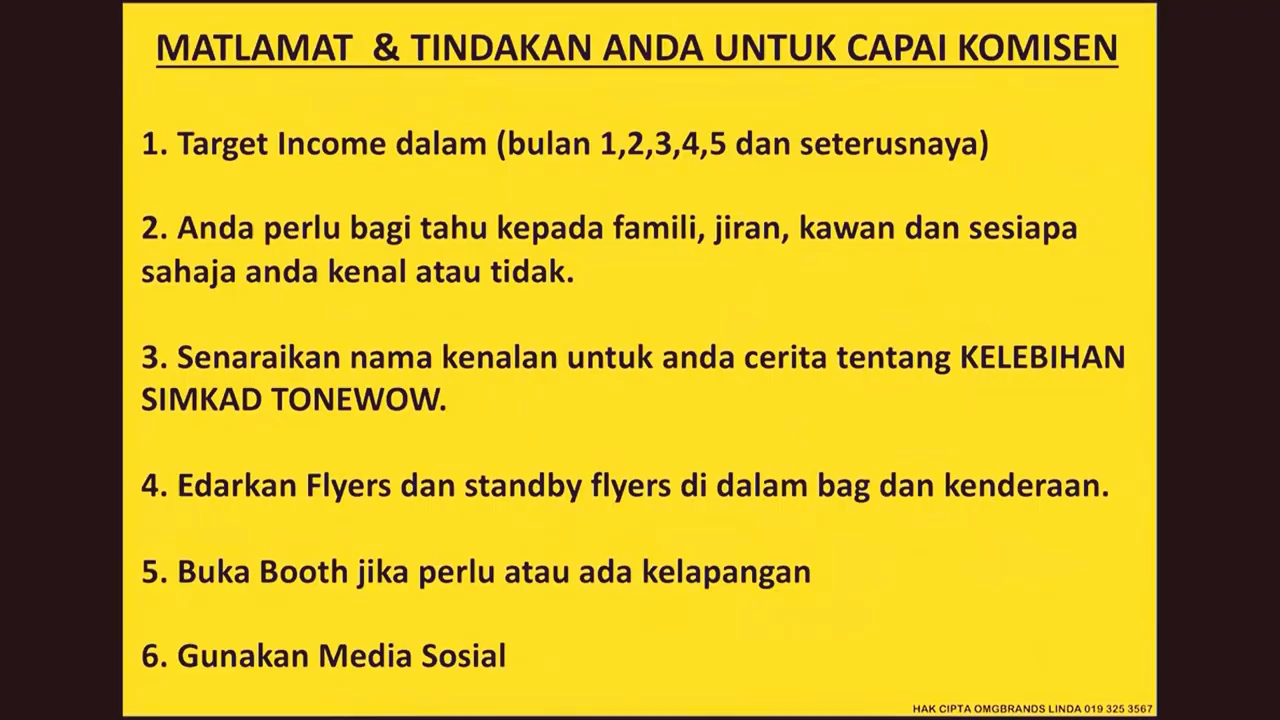 MATLAMAT & TINDAKAN ANDA UNTUK CAPAI KOMISEN
1. Target Income dalam (bulan 1,2,3,4,5 dan seterusnaya)
2. Anda perlu bagi tahu kepada famili, jiran, kawan dan sesiapa
sahaja anda kenal atau tidak.
3. Senaraikan nama kenalan untuk anda cerita tentang KELEBIHAN
SIMKAD TONEWOW.
4. Edarkan Flyers dan standby flyers di dalam bag dan kenderaan.
5. Buka Booth jika perlu atau ada kelapangan
6. Gunakan Media Sosial
HAK CIPTA OMGBRANDS LINDA 019 325 3567